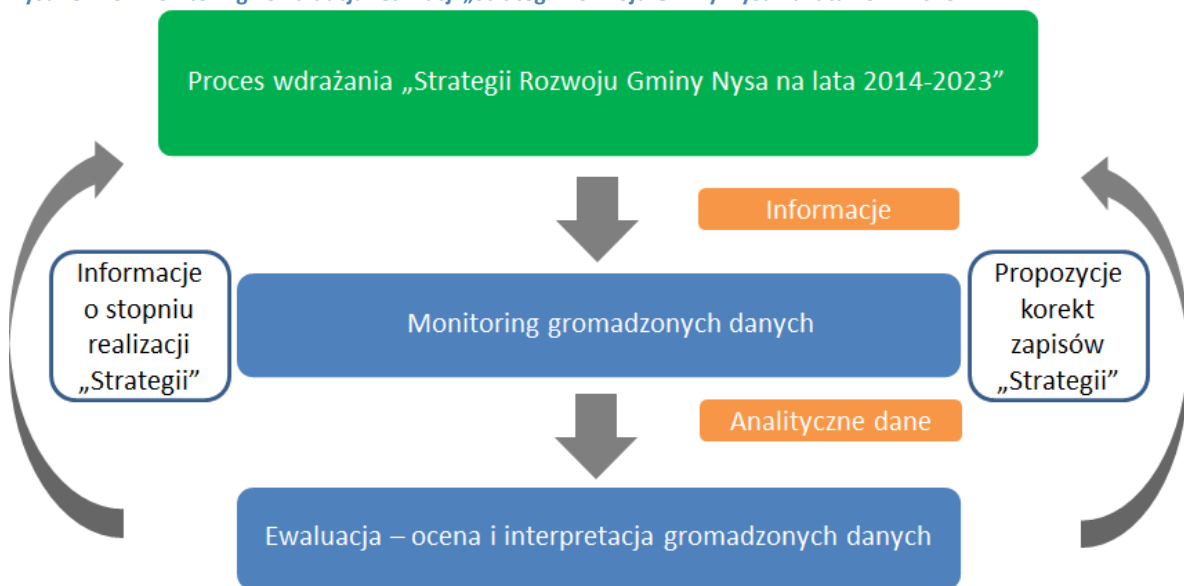 Proces wdrażania „Strategii Rozwoju Gminy Nysa na lata 2014-2023”
Informacje
Informacje
o stopniu
realizacji
„Strategii”
Monitoring gromadzonych danych
Propozycje
korekt
zapisów
„Strategii”
Analityczne dane
Ewaluacja – ocena i interpretacja gromadzonych danych